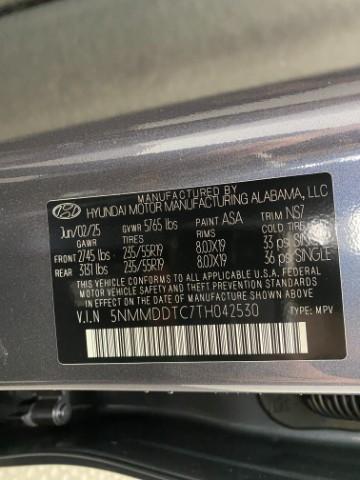 MANUFACTURED BY
HYUNDAI MOTOR MANUFACTURING ALABAMA, LLC
Jun/02/25 GVWR 5765 lbs PAINT ASA TRIM NS7
GAWR TIRES RIMS COLD TIRE
FRONT 2745 lbs 235/55R19 8.0JX19 33 psi SINGLE
REAR 3131 lbs 235/55R19 8.0JX19 36 psi SINGLE
THIS VEHICLE CONFORMS TO ALL APPLICABLE FEDERAL
MOTOR VEHICLE SAFETY AND THEFT PREVENTION STANDARDS
IN EFFECT ON THE DATE OF MANUFACTURE SHOWN ABOVE.
V.I.N 5NMMDDTC7TH042530 TYPE: MPV